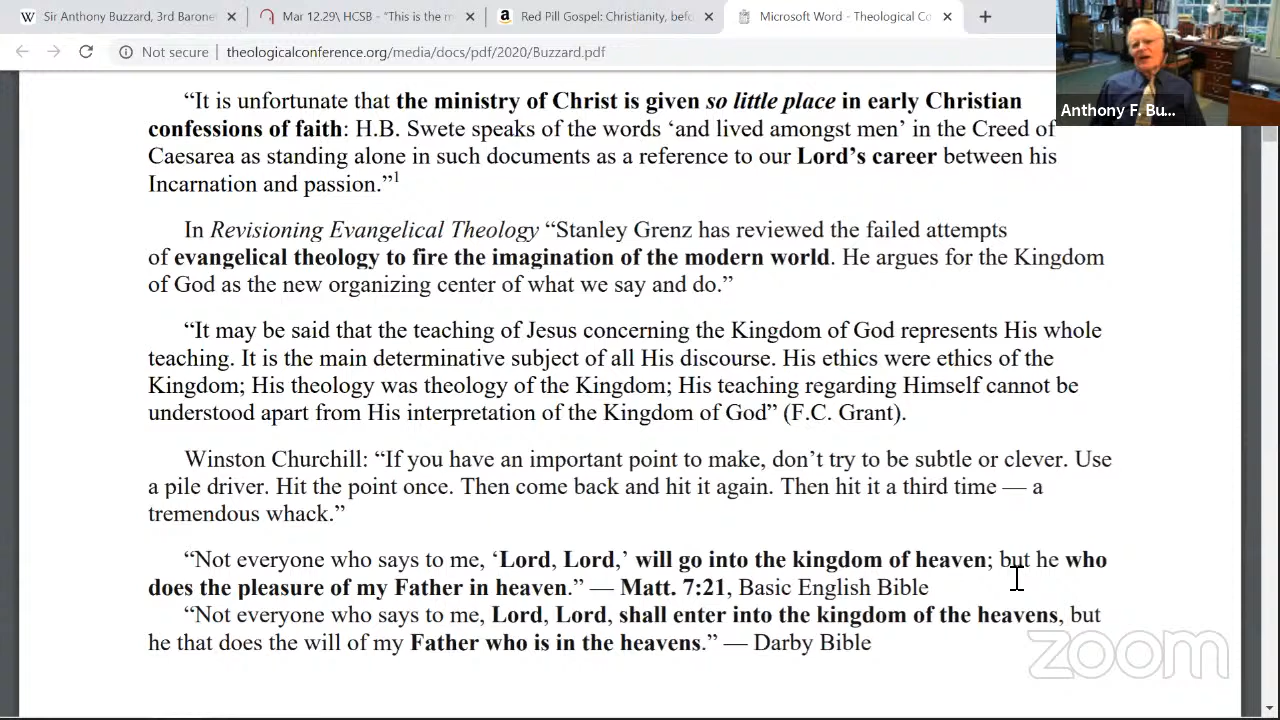 Sir Anthony Buzzard, 3rd Barone
Mar 12.29\ HCSB - "This is the m
Red Pill Gospel: Christianity, befo
Microsoft Word - Theological Co
Not secure | theologicalconference.org/media/docs/pdf/2020/Buzzard.pdf
Anthony F. Bu...
“It is unfortunate that the ministry of Christ is given so little place in early Christian
confessions of faith: H.B. Swete speaks of the words ‘and lived amongst men’ in the Creed of
Caesarea as standing alone in such documents as a reference to our Lord’s career between his
Incarnation and passion.”1
In Revisioning Evangelical Theology “Stanley Grenz has reviewed the failed attempts
of evangelical theology to fire the imagination of the modern world. He argues for the Kingdom
of God as the new organizing center of what we say and do.”
“It may be said that the teaching of Jesus concerning the Kingdom of God represents His whole
teaching. It is the main determinative subject of all His discourse. His ethics were ethics of the
Kingdom; His theology was theology of the Kingdom; His teaching regarding Himself cannot be
understood apart from His interpretation of the Kingdom of God” (F.C. Grant).
Winston Churchill: “If you have an important point to make, don’t try to be subtle or clever. Use
a pile driver. Hit the point once. Then come back and hit it again. Then hit it a third time — a
tremendous whack.”
“Not everyone who says to me, ‘Lord, Lord,’ will go into the kingdom of heaven; but he who
does the pleasure of my Father in heaven.” — Matt. 7:21, Basic English Bible
“Not everyone who says to me, Lord, Lord, shall enter into the kingdom of the heavens, but
he that does the will of my Father who is in the heavens.” — Darby Bible
zoom